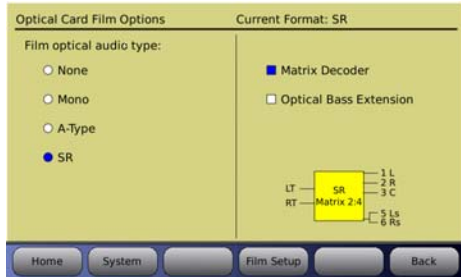 Optical Card Film Options
Current Format: SR
Film optical audio type:
None
Mono
A-Type
SR
Matrix Decoder
Optical Bass Extension
LT
RT
SR
Matrix 2:4
1 L
2 R
3 C
5 Ls
6 Rs
Home
System
Film Setup
Back